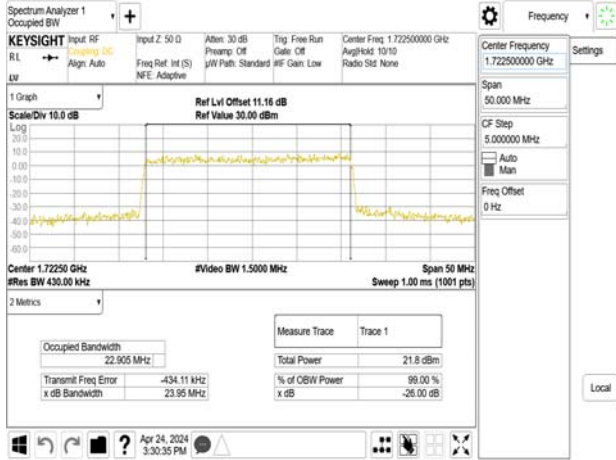 Spectrum Analyzer 1
Occupied BW
Frequency
KEYSIGHT
RL
Input: RF
Coupling: DC
Align: Auto
Input Z: 50 Ω
Freq Ref: Int (S)
NFE: Adaptive
Atten: 30 dB
Preamp: Off
µW Path: Standard
Trig: Free Run
Gate: Off
#IF Gain: Low
Center Freq: 1.722500000 GHz
Avg|Hold: 10/10
Radio Std: None
Center Frequency
1.722500000 GHz
Settings
Span
50.000 MHz
CF Step
5.000000 MHz
Auto
Man
Freq Offset
0 Hz
Local
1 Graph
Scale/Div 10.0 dB
Ref Lvl Offset 11.16 dB
Ref Value 30.00 dBm
Log
20.0
10.0
0.00
-10.0
-20.0
-30.0
-40.0
-50.0
-60.0
Center 1.72250 GHz
#Video BW 1.5000 MHz
Span 50 MHz
#Res BW 430.00 kHz
Sweep 1.00 ms (1001 pts)
2 Metrics
Measure Trace
Trace 1
Occupied Bandwidth
22.905 MHz
Total Power
21.8 dBm
Transmit Freq Error
-434.11 kHz
% of OBW Power
99.00 %
x dB Bandwidth
23.95 MHz
x dB
-26.00 dB
?
Apr 24, 2024
3:30:35 PM